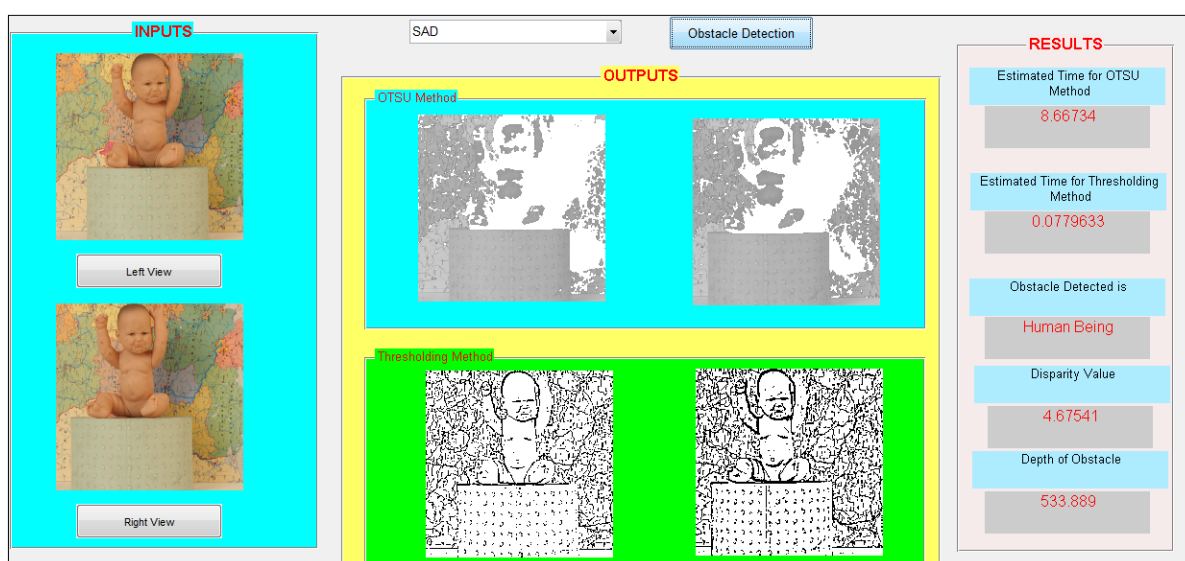 INPUTS
Left View
Right View
SAD
Obstacle Detection
OUTPUTS
OTSU Method
Thresholding Method
RESULTS
Estimated Time for OTSU
Method
8.66734
Estimated Time for Thresholding
Method
0.0779633
Obstacle Detected is
Human Being
Disparity Value
4.67541
Depth of Obstacle
533.889